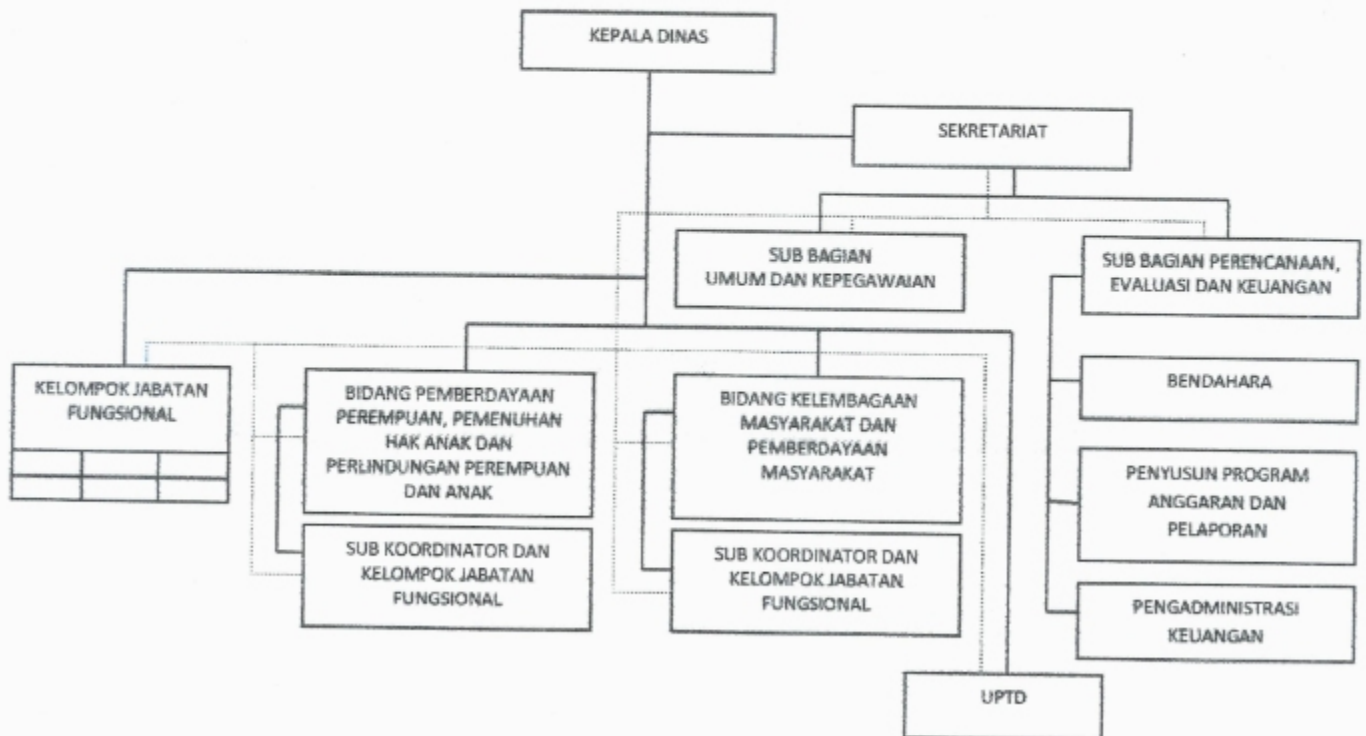 KEPALA DINAS
SEKRETARIAT
SUB BAGIAN
UMUM DAN KEPEGAWAIAN
SUB BAGIAN PERENCANAAN,
EVALUASI DAN KEUANGAN
KELOMPOK JABATAN
FUNGSIONAL
BIDANG PEMBERDAYAAN
PEREMPUAN, PEMENUHAN
HAK ANAK DAN
PERLINDUNGAN PEREMPUAN
DAN ANAK
BIDANG KELEMBAGAAN
MASYARAKAT DAN
PEMBERDAYAAN
MASYARAKAT
BENDAHARA
PENYUSUN PROGRAM
ANGGARAN DAN
PELAPORAN
SUB KOORDINATOR DAN
KELOMPOK JABATAN
FUNGSIONAL
SUB KOORDINATOR DAN
KELOMPOK JABATAN
FUNGSIONAL
PENGADMINISTRASI
KEUANGAN
UPTD